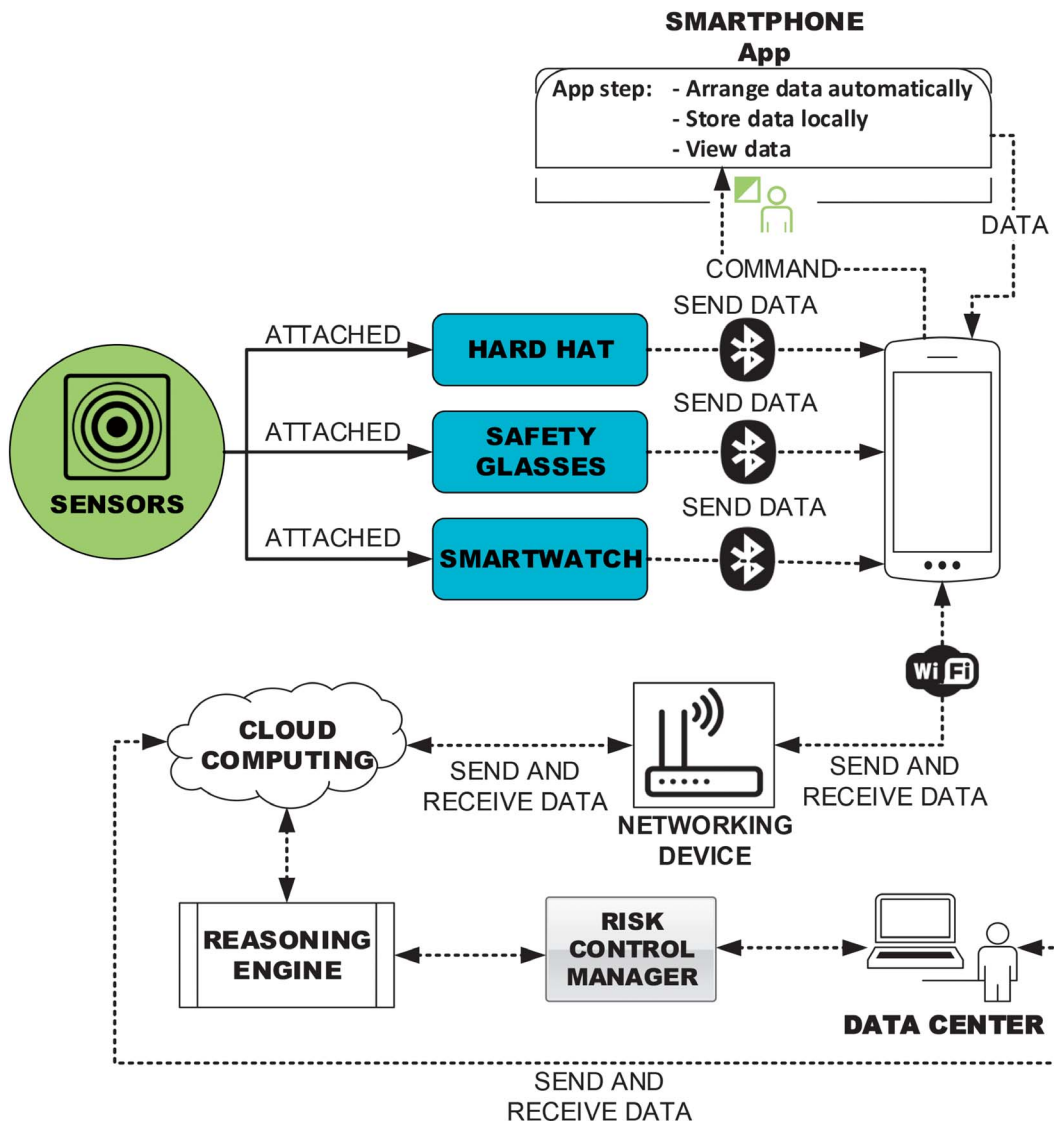 SMARTPHONE
App
App step: - Arrange data automatically
- Store data locally
- View data
DATA
COMMAND
SEND DATA
ATTACHED
HARD HAT
SEND DATA
ATTACHED
SAFETY
GLASSES
SENSORS
SEND DATA
ATTACHED
SMARTWATCH
Wi Fi
CLOUD
COMPUTING
SEND AND
RECEIVE DATA
SEND AND
RECEIVE DATA
NETWORKING
DEVICE
REASONING
ENGINE
RISK
CONTROL
MANAGER
DATA CENTER
SEND AND
RECEIVE DATA